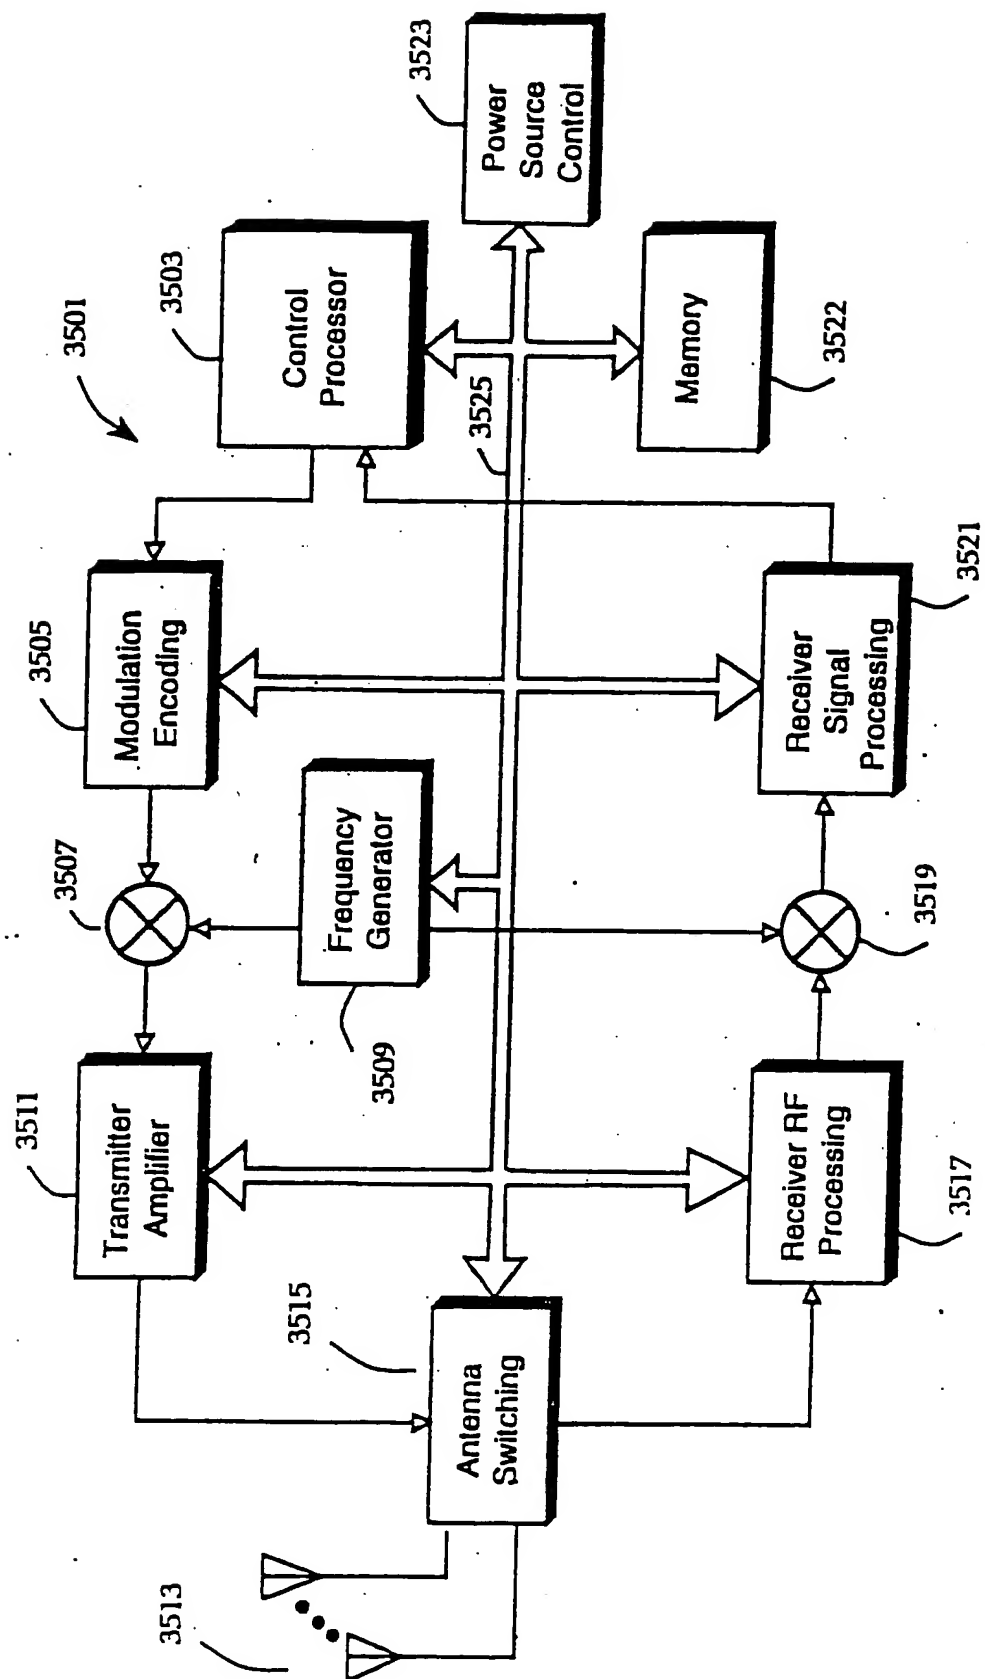 3501
3523
Power
Source
Control
3503
Control
Processor
3525
Memory
3522
3505
Modulation
Encoding
3507
3509
Frequency
Generator
3511
Transmitter
Amplifier
3513
3515
Antenna
Switching
3517
Receiver RF
Processing
3519
3521
Receiver
Signal
Processing